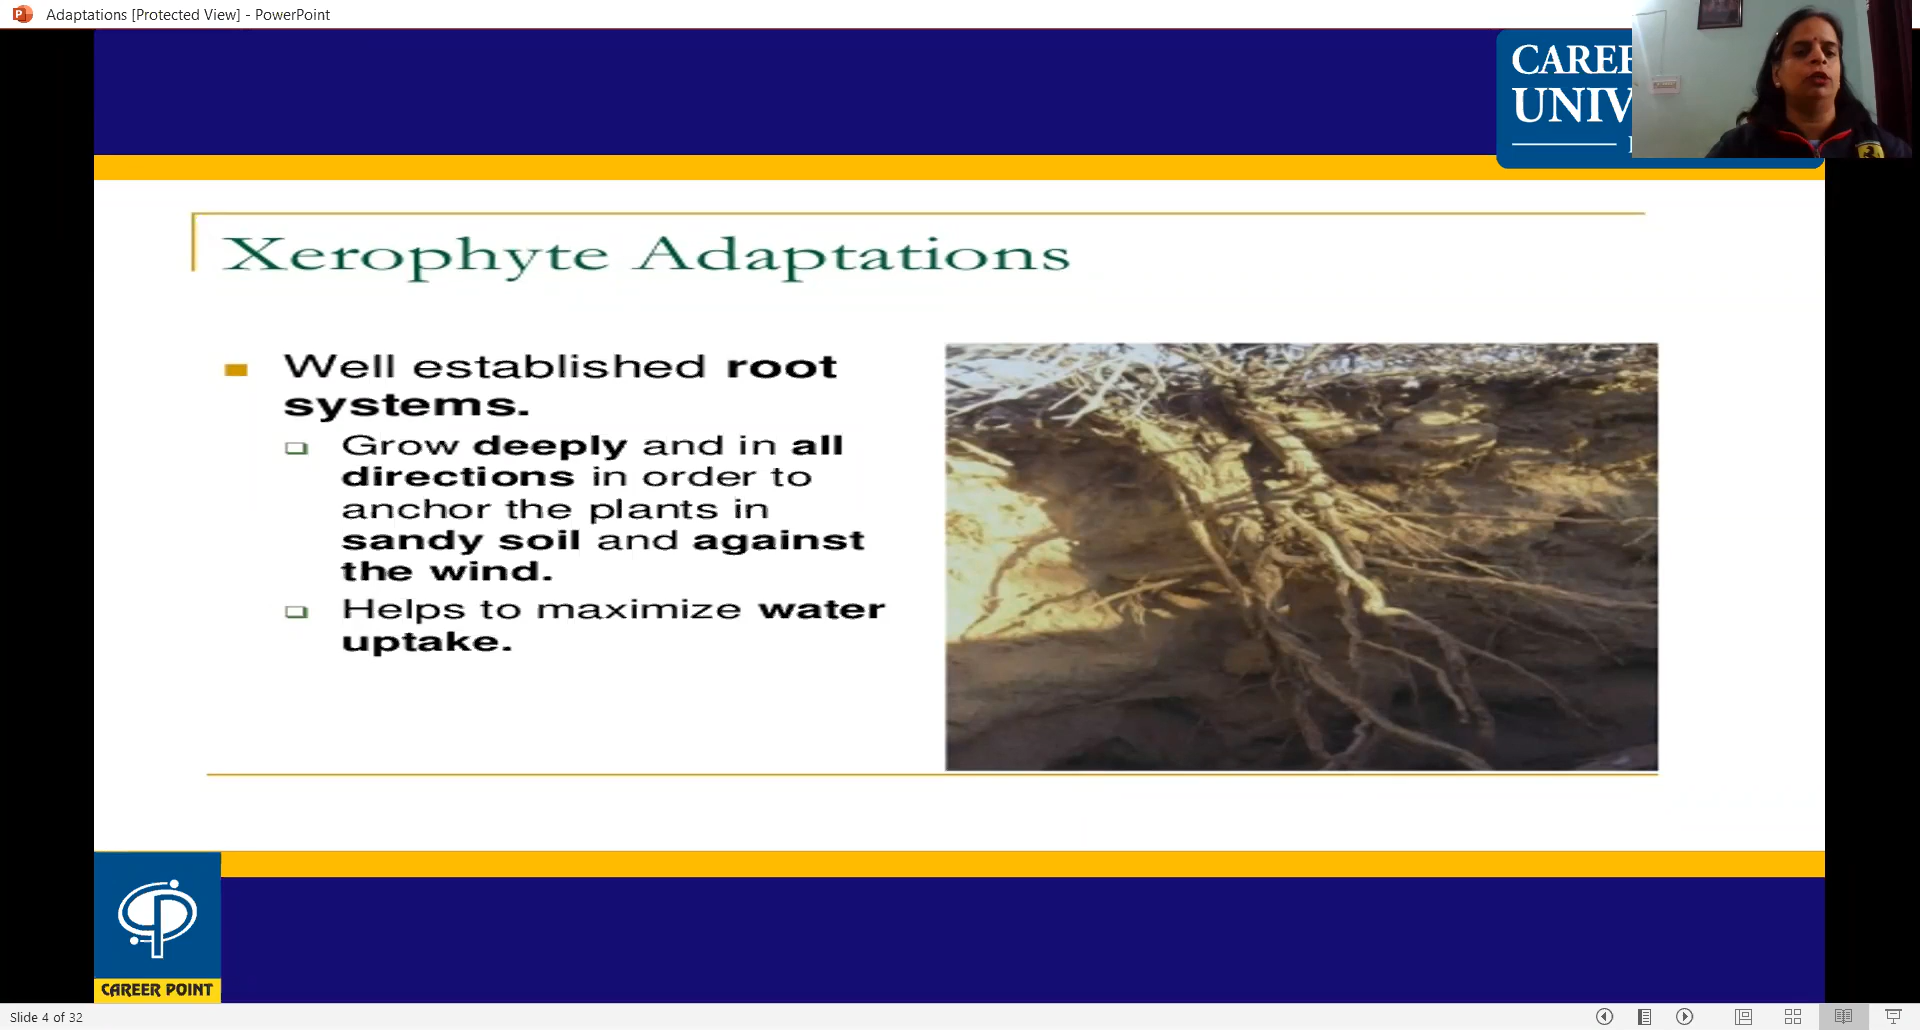 Adaptations [Protected View] - PowerPoint
CAREER
UNIV
Xerophyte Adaptations
Well established root
systems.
Grow deeply and in all
directions in order to
anchor the plants in
sandy soil and against
the wind.
Helps to maximize water
uptake.
CAREER POINT
Slide 4 of 32